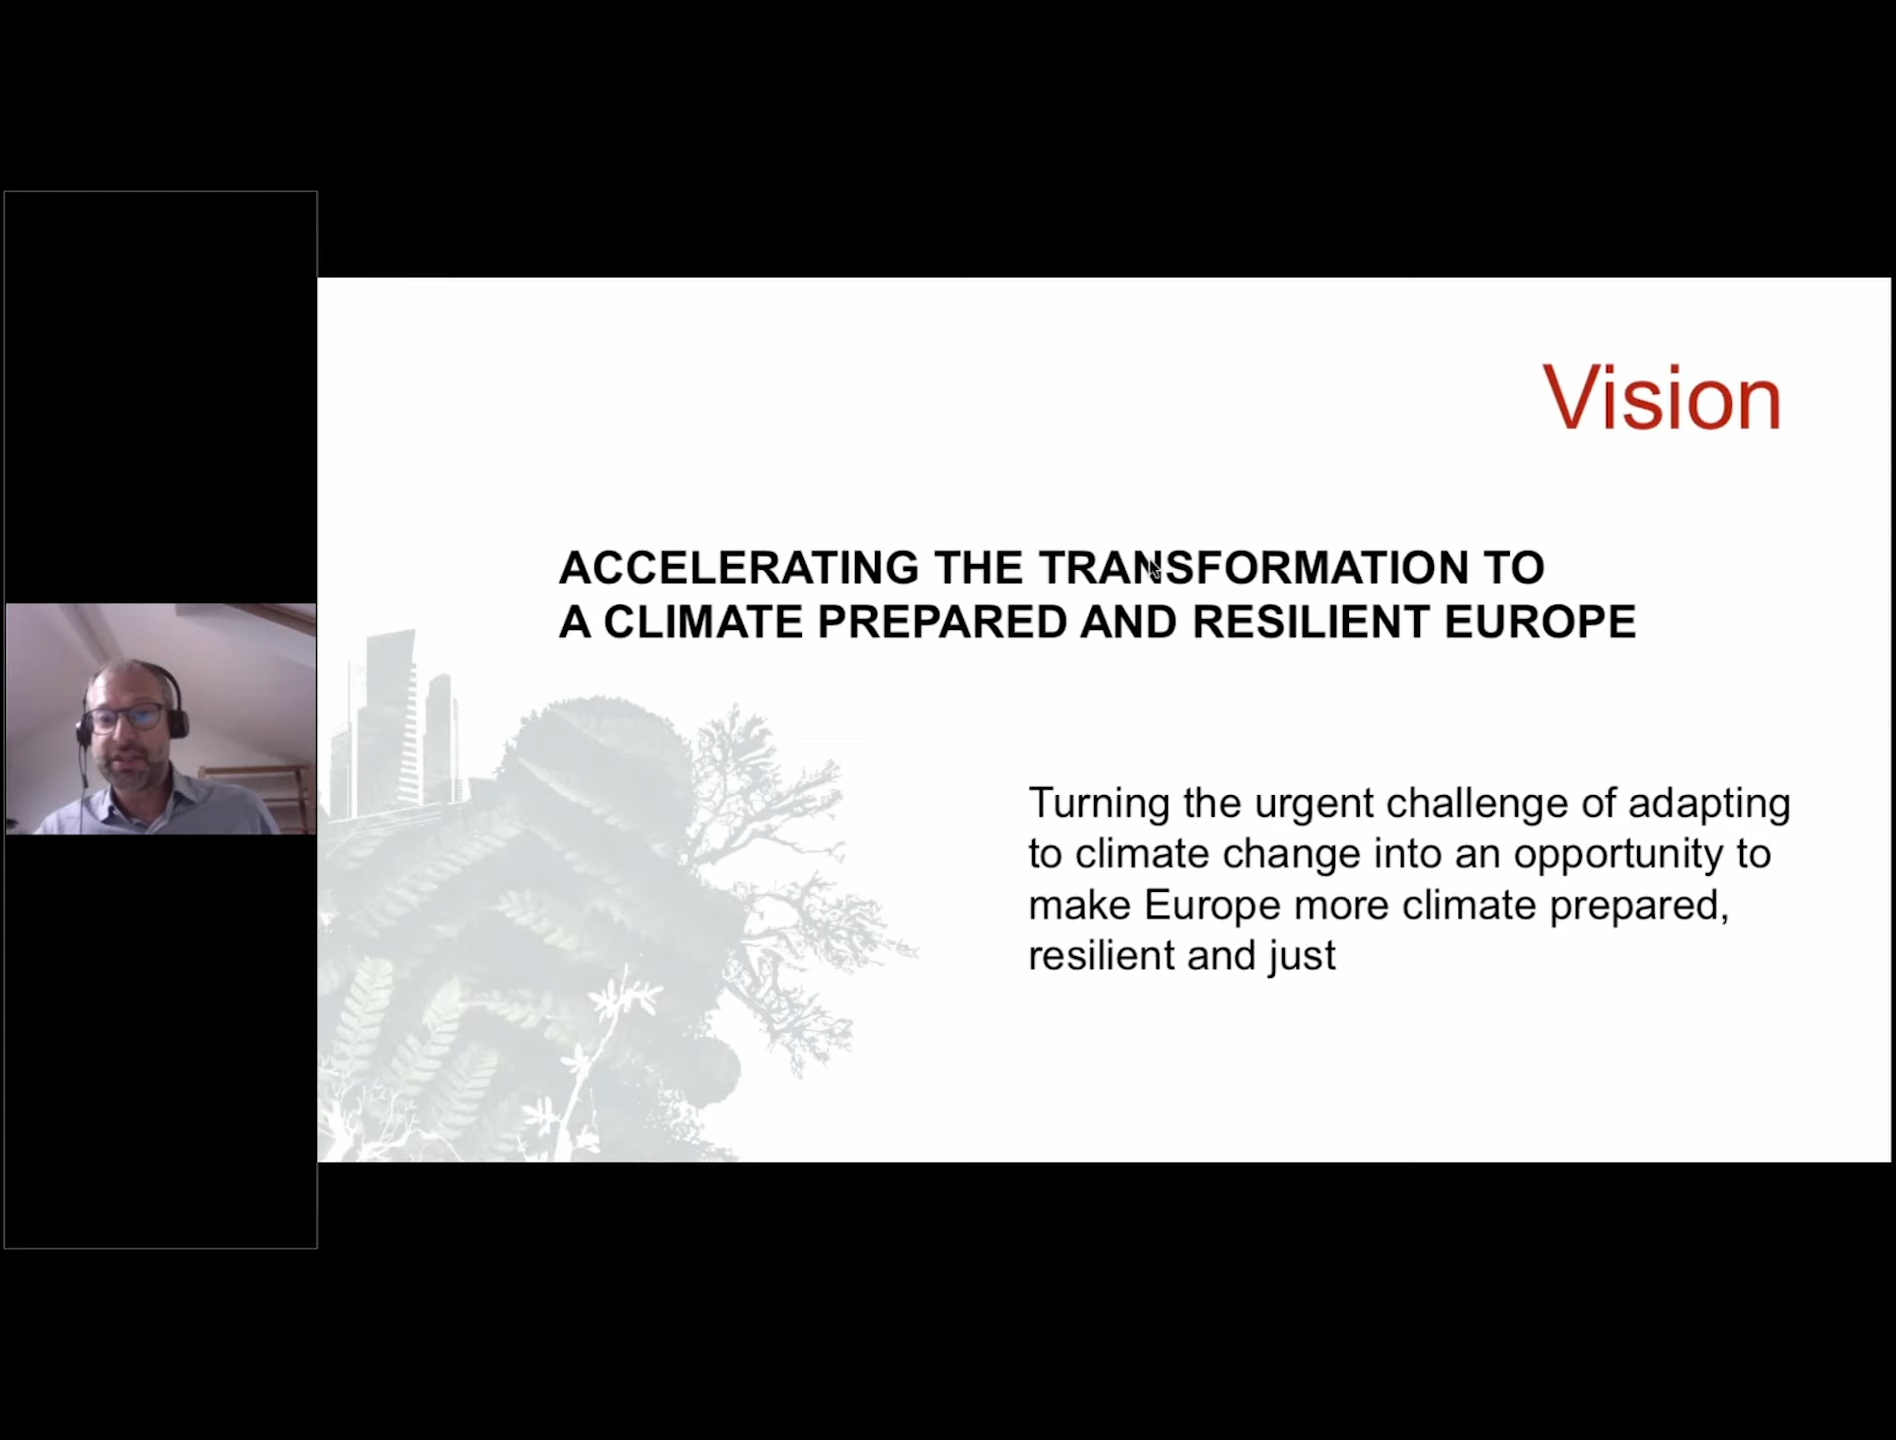 Vision
ACCELERATING THE TRANSFORMATION TO
A CLIMATE PREPARED AND RESILIENT EUROPE
Turning the urgent challenge of adapting
to climate change into an opportunity to
make Europe more climate prepared,
resilient and just